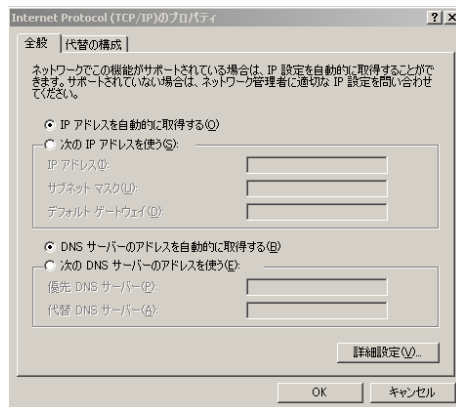 Internet Protocol (TCP/IP)のプロパティ
全般
代替の構成
ネットワークでこの機能がサポートされている場合は、IP 設定を自動的に取得することがで
きます。サポートされていない場合は、ネットワーク管理者に適切な IP 設定を問い合わせ
てください。
IP アドレスを自動的に取得する(O)
次の IP アドレスを使う(S):
IP アドレス(I):
サブネット マスク(U):
デフォルト ゲートウェイ(D):
DNS サーバーのアドレスを自動的に取得する(B)
次の DNS サーバーのアドレスを使う(E):
優先 DNS サーバー(P):
代替 DNS サーバー(A):
詳細設定(V)...
OK
キャンセル